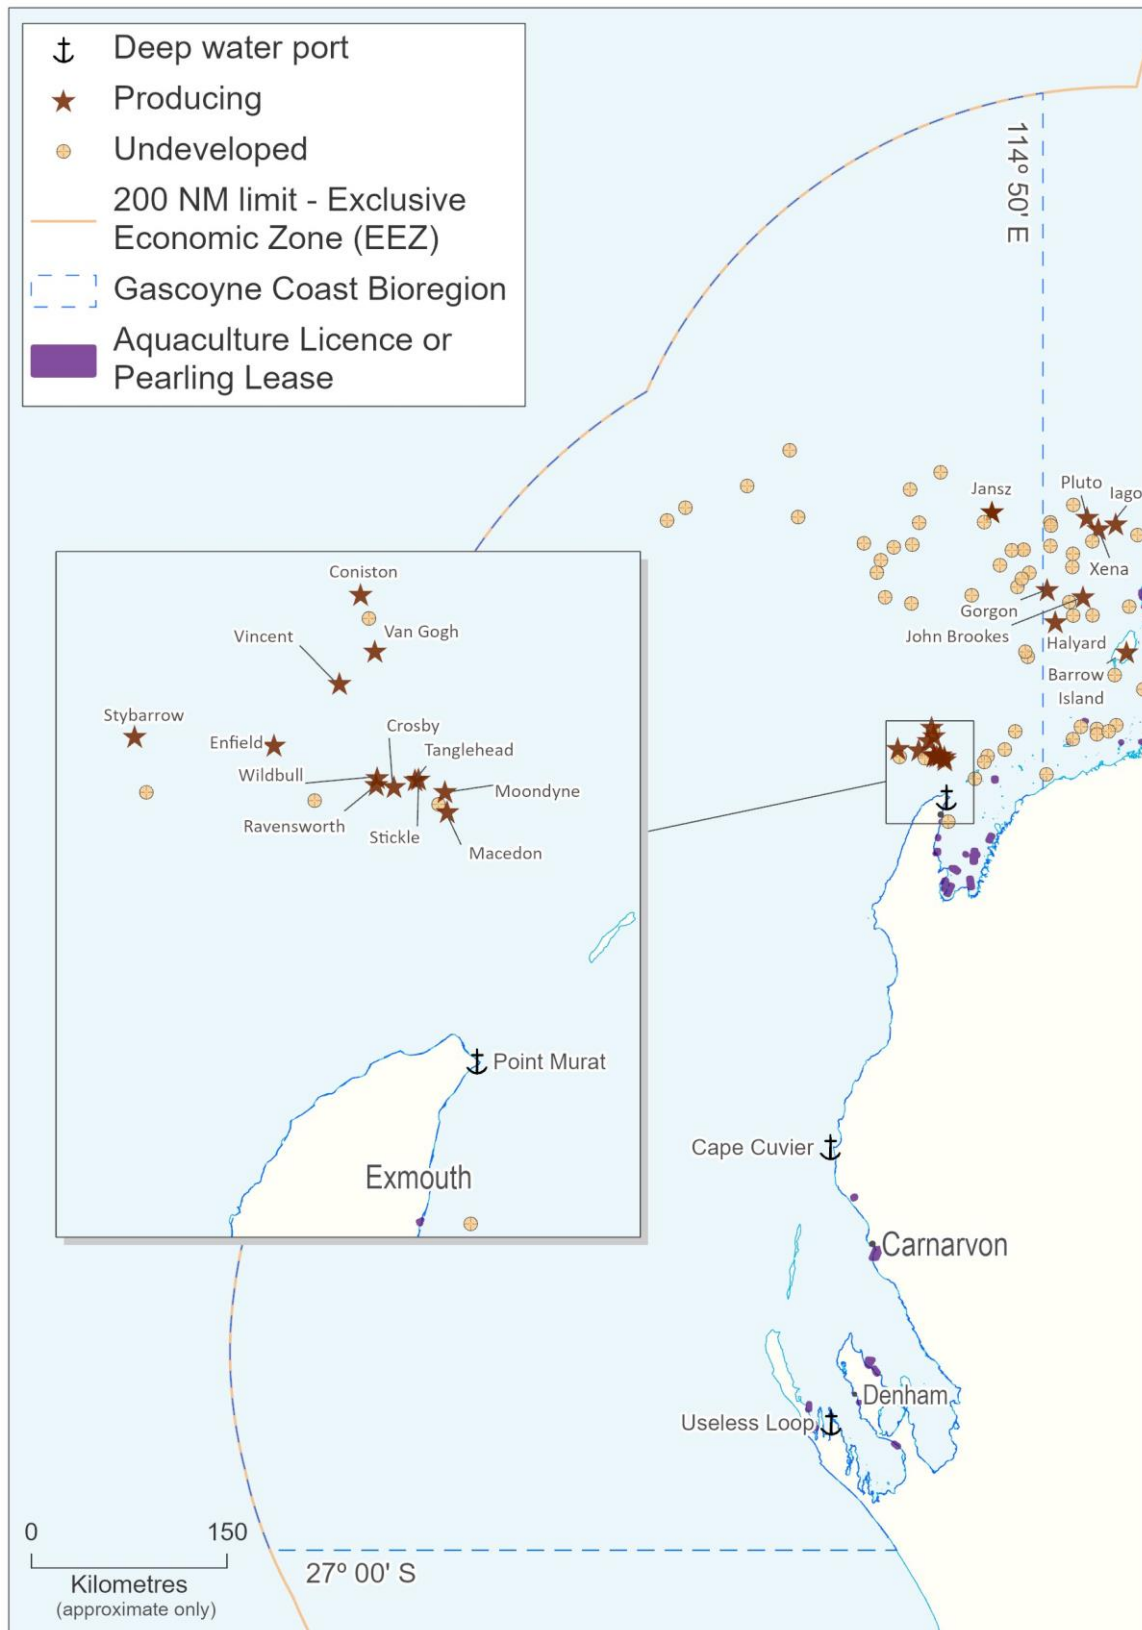 Deep water port
Producing
Undeveloped
200 NM limit - Exclusive
Economic Zone (EEZ)
Gascoyne Coast Bioregion
Aquaculture Licence or
Pearling Lease
114º 50' E
Jansz
Pluto
Iago
Xena
Gorgon
John Brookes
Halyard
Barrow
Island
Coniston
Van Gogh
Vincent
Stybarrow
Enfield
Crosby
Tanglehead
Wildbull
Moondyne
Ravensworth
Stickle
Macedon
Point Murat
Exmouth
Cape Cuvier
Carnarvon
Denham
Useless Loop
0 150
Kilometres
(approximate only)
27º 00' S